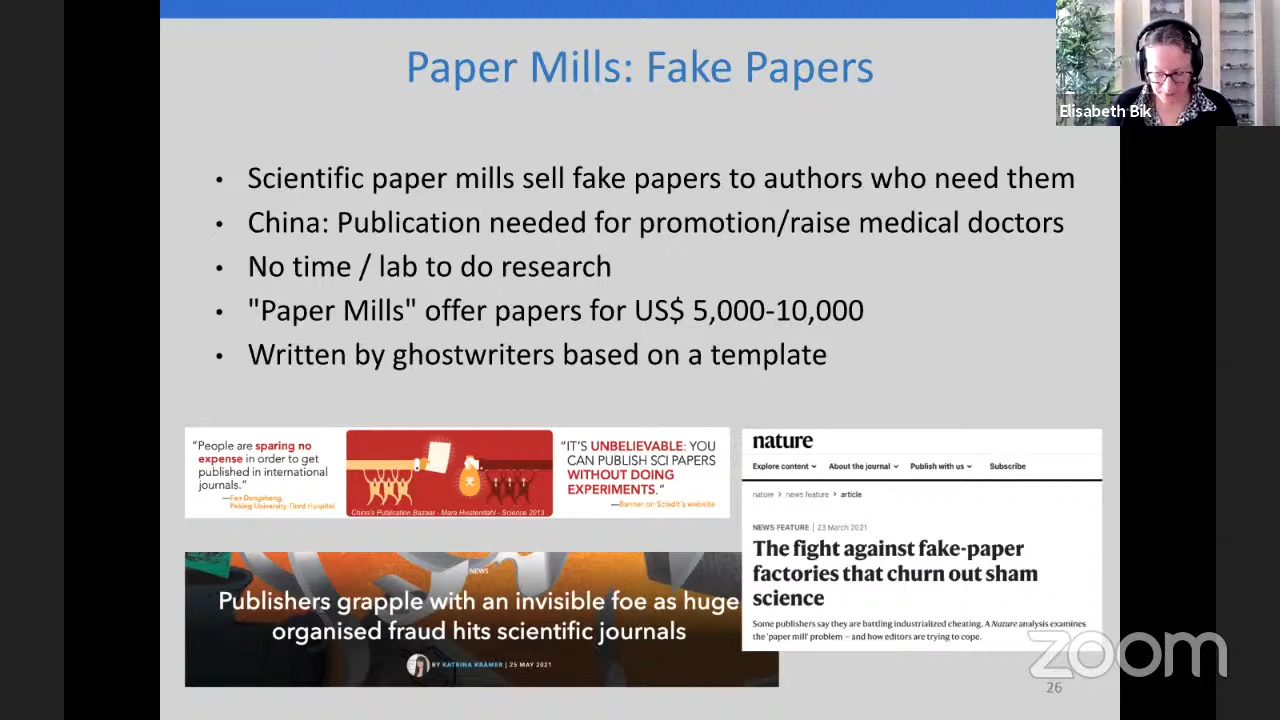 Paper Mills: Fake Papers
Elisabeth Bik
• Scientific paper mills sell fake papers to authors who need them
• China: Publication needed for promotion/raise medical doctors
• No time / lab to do research
• "Paper Mills" offer papers for US$ 5,000-10,000
• Written by ghostwriters based on a template
“People are sparing no
expense in order to get
published in international
journals.”
—Fan Dongsheng,
Peking University Third Hospital
China's Publication Bazaar - Mara Hvistendahl - Science 2013
“IT'S UNBELIEVABLE: YOU
CAN PUBLISH SCI PAPERS
WITHOUT DOING
EXPERIMENTS.”
—Banner on Sciedit's website
nature
Explore content About the journal Publish with us Subscribe
nature > news feature > article
NEWS FEATURE | 23 March 2021
The fight against fake-paper
factories that churn out sham
science
Some publishers say they are battling industrialized cheating. A Nature analysis examines
the 'paper mill' problem — and how editors are trying to cope.
NEWS
Publishers grapple with an invisible foe as huge
organised fraud hits scientific journals
BY KATRINA KRÄMER | 25 MAY 2021
zoom
26